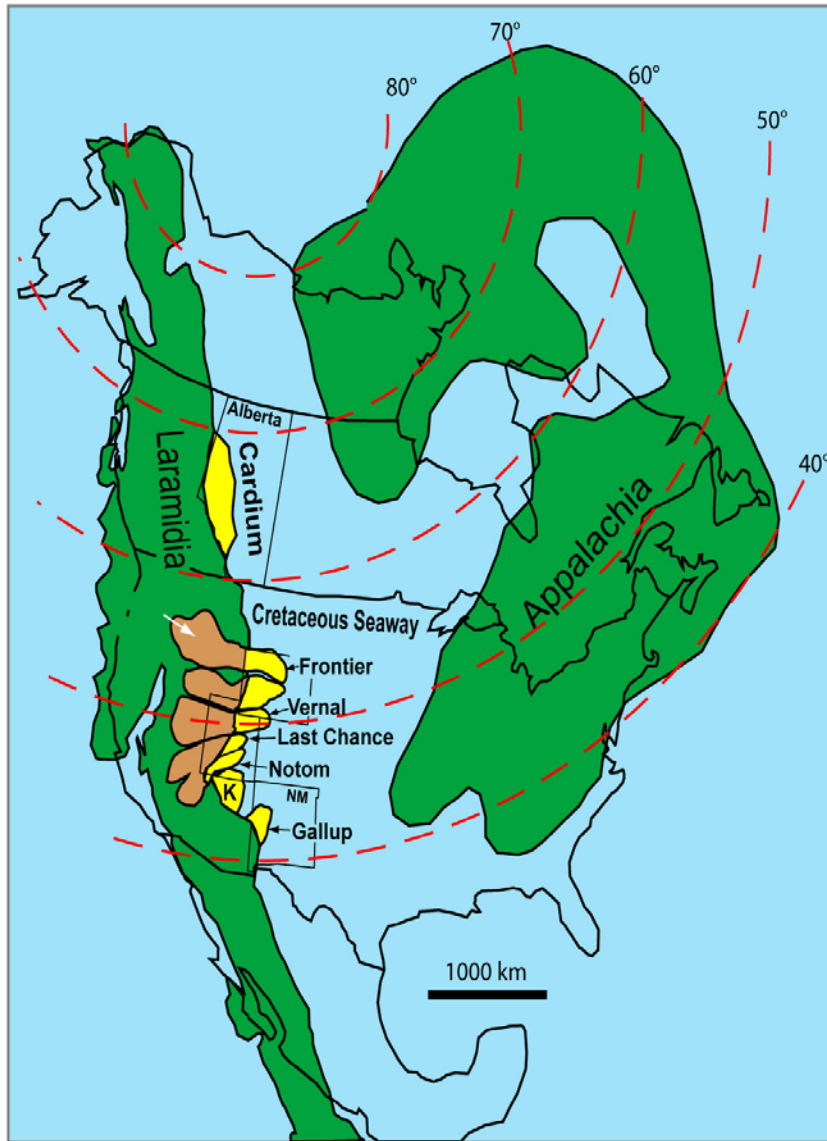 70°
60°
80°
50°
Alberta
Cardium
Laramidia
40°
Appalachia
Cretaceous Seaway
Frontier
Vernal
Last Chance
Notom
K
NM
Gallup
1000 km